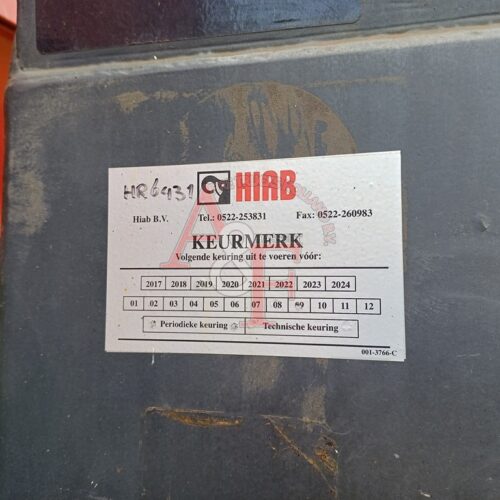 HR6431 HIAB
Hiab B.V. Tel.: 0522-253831 Fax: 0522-260983
KEURMERK
Volgende keuring uit te voeren vóór:
2017 2018 2019 2020 2021 2022 2023 2024
01 02 03 04 05 06 07 08 09 10 11 12
Periodieke keuring Technische keuring
001-3766-C